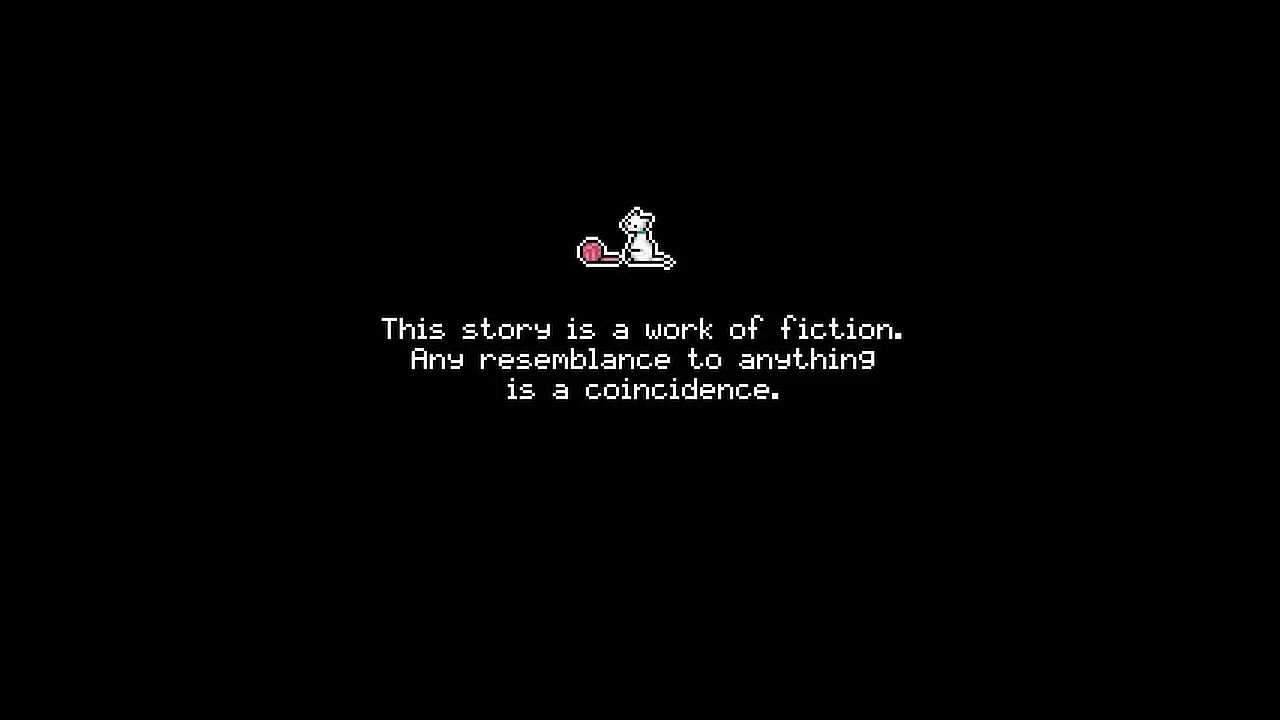 This story is a work of fiction.
Any resemblance to anything
is a coincidence.